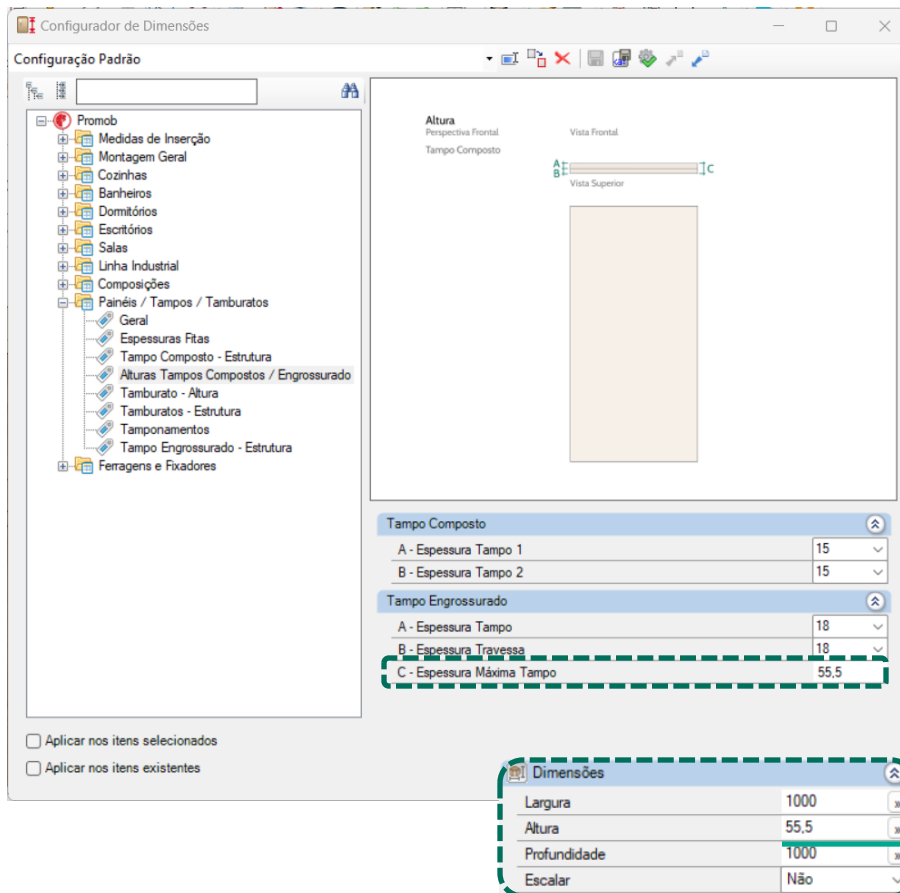 Configurador de Dimensões
Configuração Padrão
Promob
Medidas de Inserção
Montagem Geral
Cozinhas
Banheiros
Dormitórios
Escritórios
Salas
Linha Industrial
Composições
Painéis / Tampos / Tamburatos
Geral
Espessuras Fitas
Tampo Composto - Estrutura
Alturas Tampos Compostos / Engrossurado
Tamburato - Altura
Tamburatos - Estrutura
Tamponamentos
Tampo Engrossurado - Estrutura
Ferragens e Fixadores
Altura
Perspectiva Frontal Vista Frontal
Tampo Composto
A
B C
Vista Superior
Tampo Composto
A - Espessura Tampo 1 15
B - Espessura Tampo 2 15
Tampo Engrossurado
A - Espessura Tampo 18
B - Espessura Travessa 18
C - Espessura Máxima Tampo 55,5
Aplicar nos itens selecionados
Aplicar nos itens existentes
Dimensões
Largura 1000
Altura 55,5
Profundidade 1000
Escalar Não